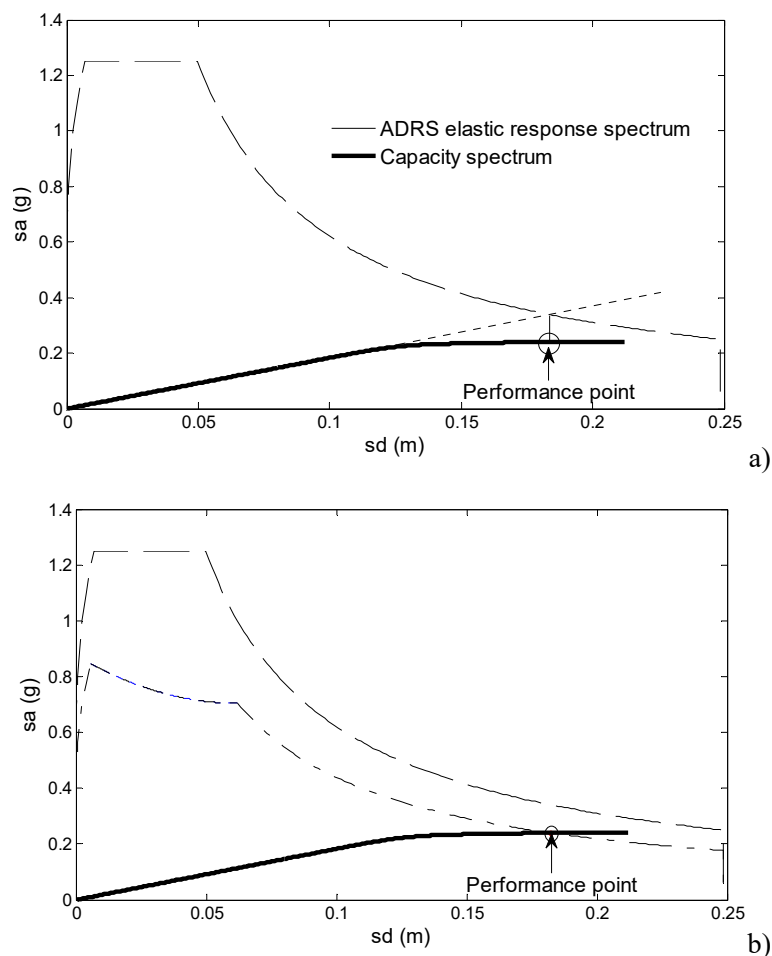 1.4
1.2
1
0.8
0.6
0.4
0.2
0
sa (g)
ADRS elastic response spectrum
Capacity spectrum
Performance point
0 0.05 0.1 0.15 0.2 0.25
sd (m)
a)
1.4
1.2
1
0.8
0.6
0.4
0.2
0
sa (g)
Performance point
0 0.05 0.1 0.15 0.2 0.25
sd (m)
b)